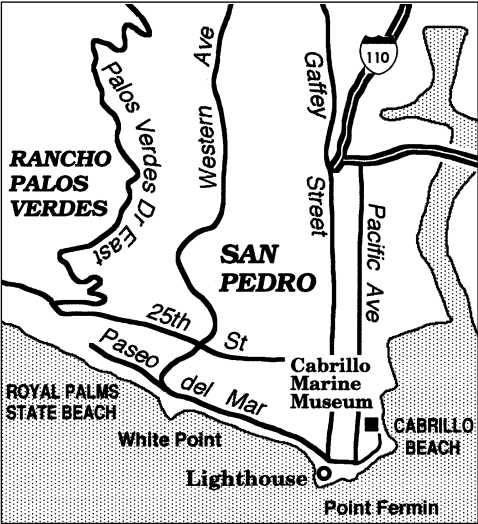 Palos Verdes Dr East
Western Ave
Gaffey Street
110
RANCHO
PALOS
VERDES
SAN
PEDRO
Pacific Ave
25th St
Paseo del Mar
Cabrillo
Marine
Museum
ROYAL PALMS
STATE BEACH
CABRILLO
BEACH
White Point
Lighthouse
Point Fermin